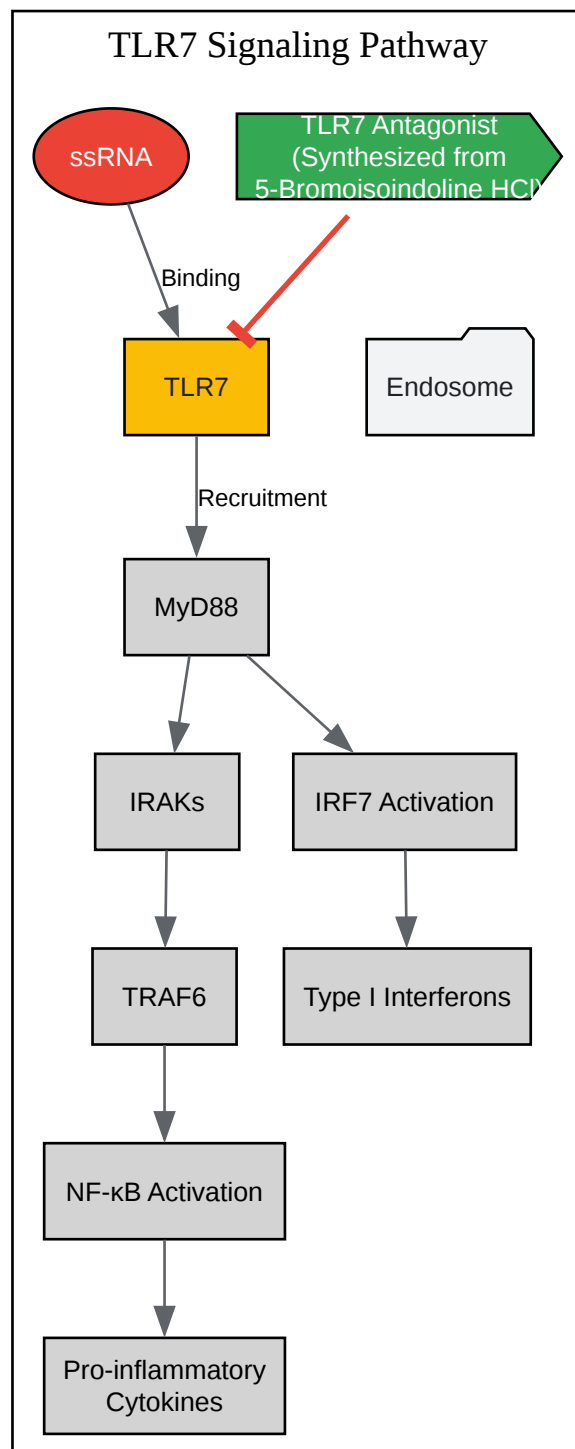 TLR7 Signaling Pathway
ssRNA
TLR7 Antagonist
(Synthesized from
5-Bromoisoindoline HCl)
Binding
TLR7
Endosome
Recruitment
MyD88
IRAKs
IRF7 Activation
TRAF6
Type I Interferons
NF-κB Activation
Pro-inflammatory
Cytokines